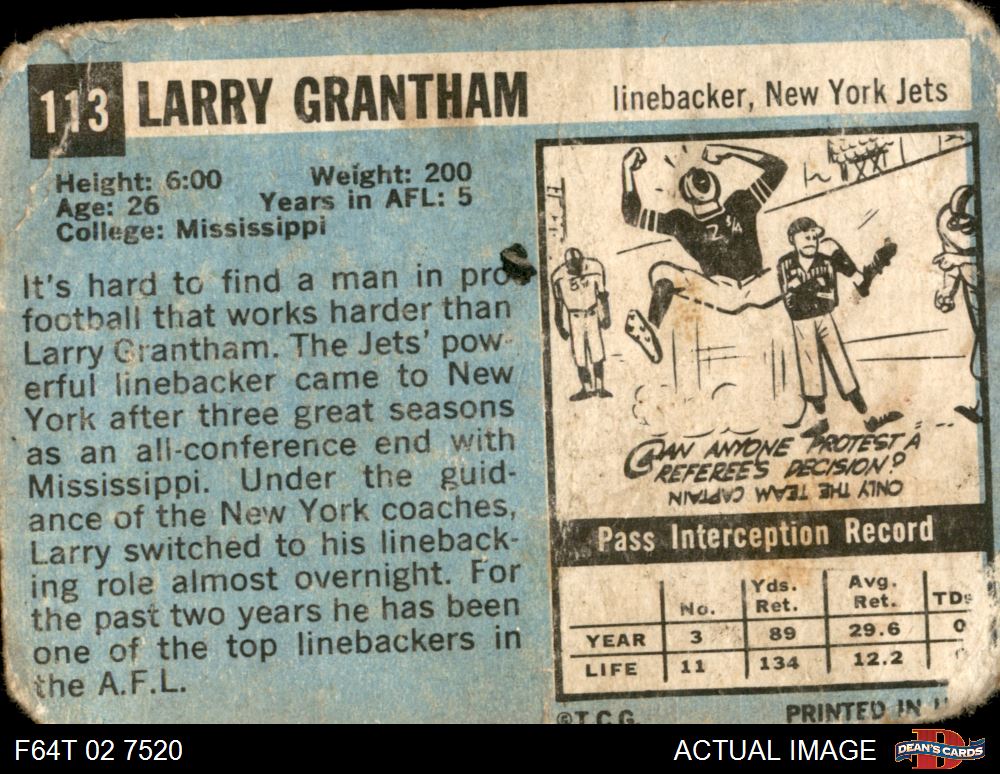 113 LARRY GRANTHAM linebacker, New York Jets
Height: 6:00 Weight: 200
Age: 26 Years in AFL: 5
College: Mississippi
It's hard to find a man in pro
football that works harder than
Larry Grantham. The Jets' pow-
erful linebacker came to New
York after three great seasons
as an all-conference end with
Mississippi. Under the guid-
ance of the New York coaches,
Larry switched to his lineback-
ing role almost overnight. For
the past two years he has been
one of the top linebackers in
the A.F.L.
CAN ANYONE PROTEST A
REFEREE'S DECISION?
ONLY THE TEAM CAPTAIN
Pass Interception Record
No. Yds. Ret. Avg. Ret. TDs
YEAR 3 89 29.6 0
LIFE 11 134 12.2
©T.C.G. PRINTED IN
F64T 02 7520 ACTUAL IMAGE DEAN'S CARDS